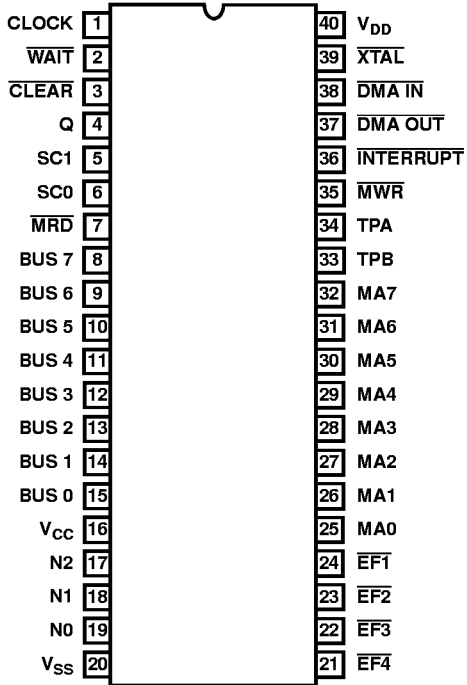 CLOCK 1 40 VDD
WAIT 2 39 XTAL
CLEAR 3 38 DMA IN
Q 4 37 DMA OUT
SC1 5 36 INTERRUPT
SC0 6 35 MWR
MRD 7 34 TPA
BUS 7 8 33 TPB
BUS 6 9 32 MA7
BUS 5 10 31 MA6
BUS 4 11 30 MA5
BUS 3 12 29 MA4
BUS 2 13 28 MA3
BUS 1 14 27 MA2
BUS 0 15 26 MA1
VCC 16 25 MA0
N2 17 24 EF1
N1 18 23 EF2
N0 19 22 EF3
VSS 20 21 EF4